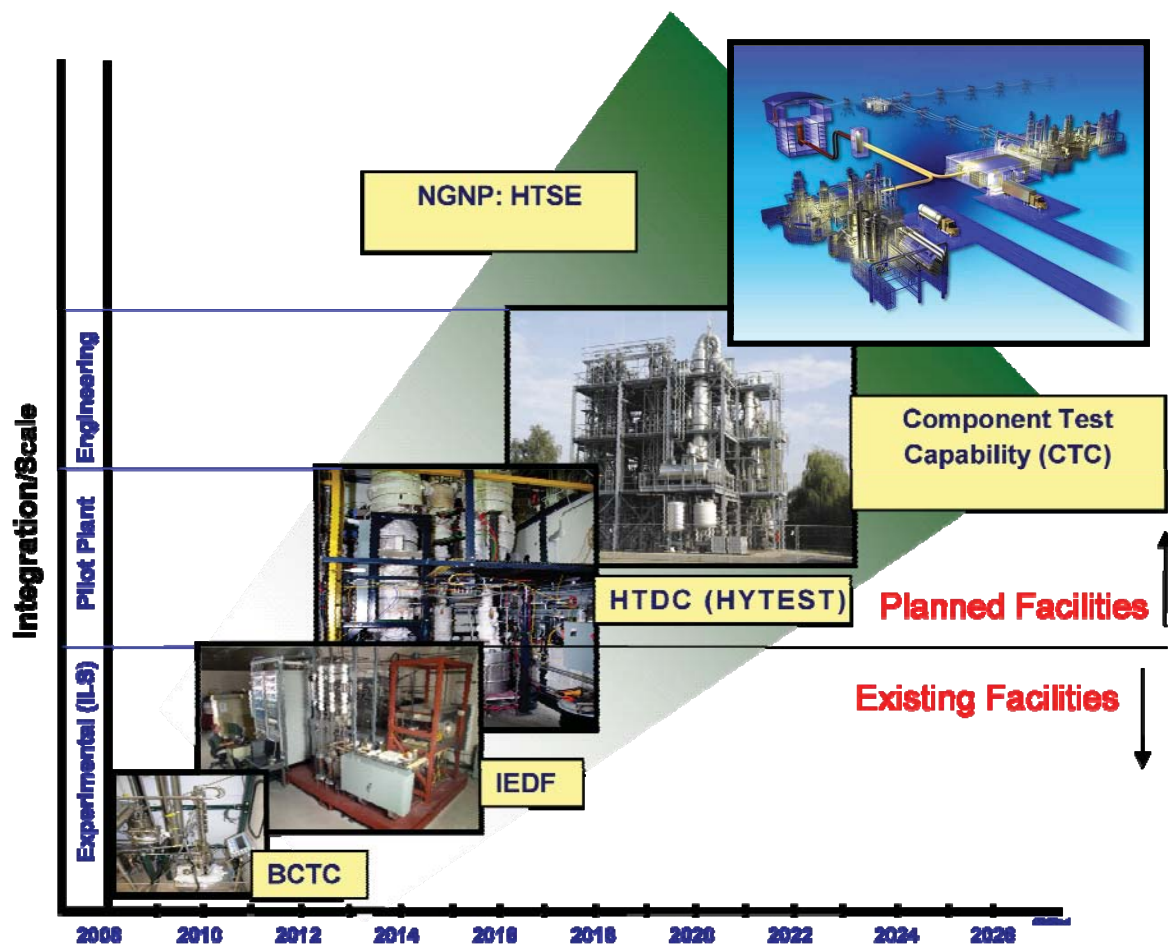 NGNP: HTSE
Component Test
Capability (CTC)
HTDC (HYTEST)
Planned Facilities
Existing Facilities
IEDF
BCTC
Integration/Scale
Engineering
Pilot Plant
Experimental (ILS)
2008 2010 2012 2014 2016 2018 2020 2022 2024 2026